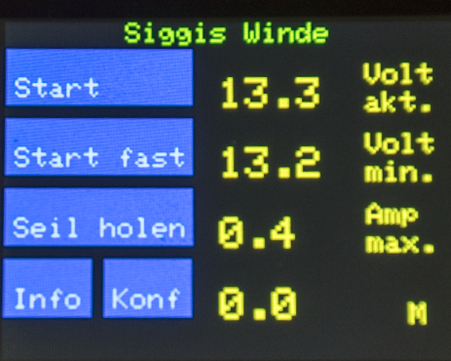 Siggis Winde
Start 13.3 Volt akt.
Start fast 13.2 Volt min.
Seil holen 0.4 Amp max.
Info Konf 0.0 M